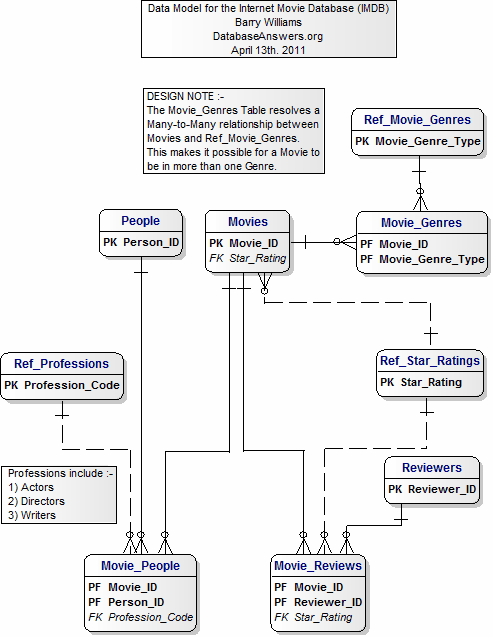 Data Model for the Internet Movie Database (IMDB)
Barry Williams
DatabaseAnswers.org
April 13th. 2011
DESIGN NOTE :-
The Movie_Genres Table resolves a
Many-to-Many relationship between
Movies and Ref_Movie_Genres.
This makes it possible for a Movie to
be in more than one Genre.
Ref_Movie_Genres
PK Movie_Genre_Type
People
PK Person_ID
Movies
PK Movie_ID
FK Star_Rating
Movie_Genres
PF Movie_ID
PF Movie_Genre_Type
Ref_Professions
PK Profession_Code
Ref_Star_Ratings
PK Star_Rating
Professions include :-
1) Actors
2) Directors
3) Writers
Reviewers
PK Reviewer_ID
Movie_People
PF Movie_ID
PF Person_ID
FK Profession_Code
Movie_Reviews
PF Movie_ID
PF Reviewer_ID
FK Star_Rating